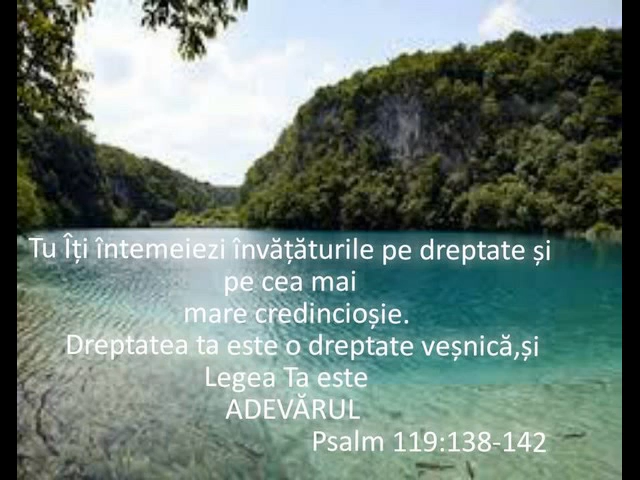 Tu Îți întemeiezi învățăturile pe dreptate și
pe cea mai
mare credincioșie.
Dreptatea ta este o dreptate veșnică,și
Legea Ta este
ADEVĂRUL
Psalm 119:138-142